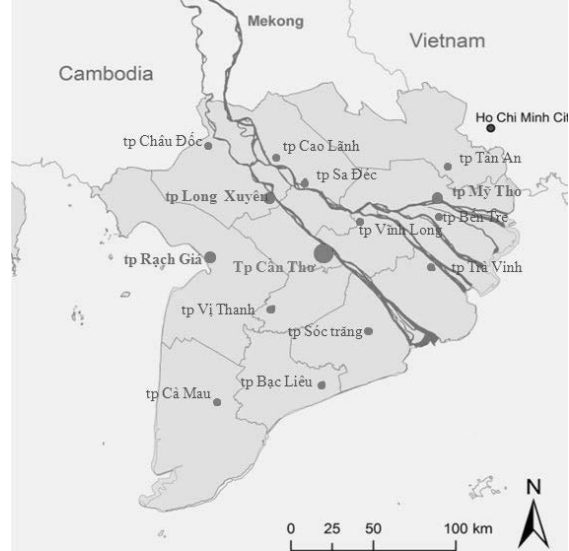 Mekong
Vietnam
Cambodia
Ho Chi Minh Cit
tp Châu Đốc
tp Cao Lãnh
tp Tân An
tp Sa Đéc
tp Long Xuyên
tp Mỹ Tho
tp Bến Tre
tp Vĩnh Long
tp Rạch Giá
Tp Cần Thơ
tp Trà Vinh
tp Vị Thanh
tp Sóc trăng
tp Bạc Liêu
tp Cà Mau
N
0 25 50 100 km